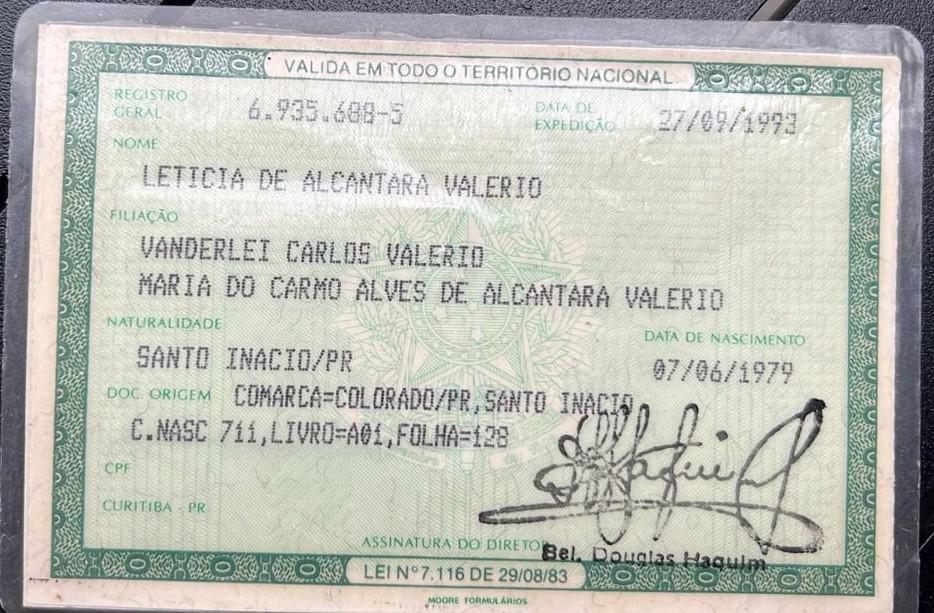 VALIDA EM TODO O TERRITÓRIO NACIONAL
REGISTRO GERAL 6.935.688-5 DATA DE EXPEDIÇÃO 27/09/1993
NOME
LETICIA DE ALCANTARA VALERIO
FILIAÇÃO
VANDERLEI CARLOS VALERIO
MARIA DO CARMO ALVES DE ALCANTARA VALERIO
NATURALIDADE DATA DE NASCIMENTO
SANTO INACIO/PR 07/06/1979
DOC ORIGEM COMARCA=COLORADO/PR,SANTO INACIO
C.NASC 711,LIVRO=A01,FOLHA=128
CPF
CURITIBA - PR
ASSINATURA DO DIRETOR Bel. Douglas Haquim
LEI Nº 7.116 DE 29/08/83
MOORE FORMULÁRIOS